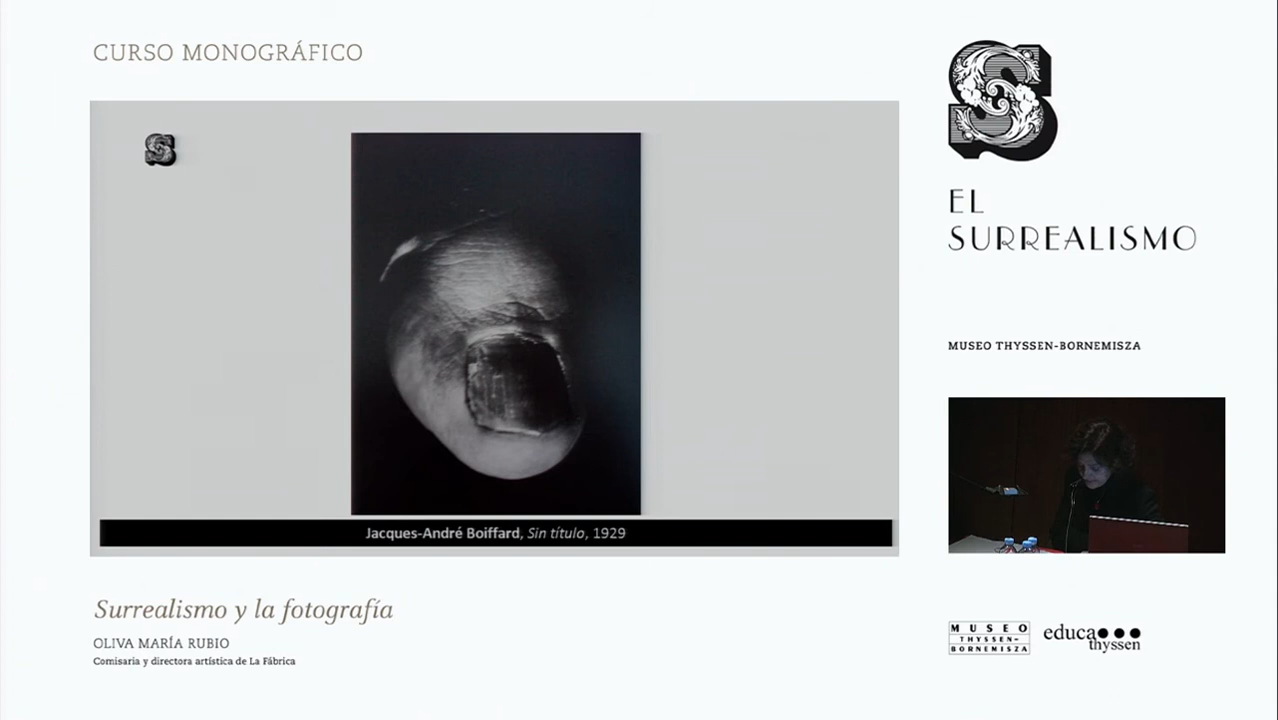 CURSO MONOGRÁFICO
S
S
EL
SURREALISMO
MUSEO THYSSEN-BORNEMISZA
Jacques-André Boiffard, Sin título, 1929
Surrealismo y la fotografía
OLIVA MARÍA RUBIO
Comisaria y directora artística de La Fábrica
MUSEO
THYSSEN-
BORNEMISZA
educa
thyssen